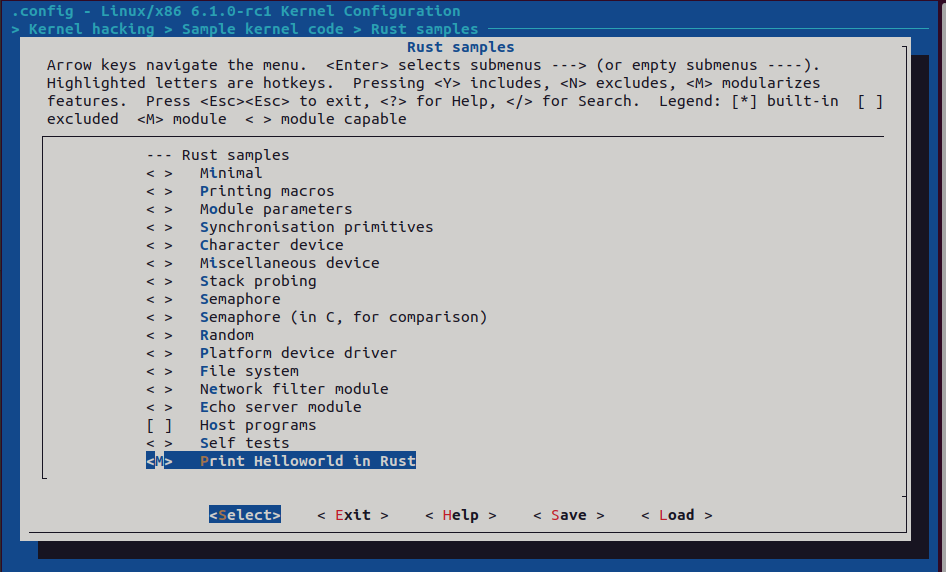 .config - Linux/x86 6.1.0-rc1 Kernel Configuration
> Kernel hacking > Sample kernel code > Rust samples
Rust samples
Arrow keys navigate the menu.  <Enter> selects submenus ---> (or empty submenus ----).
Highlighted letters are hotkeys.  Pressing <Y> includes, <N> excludes, <M> modularizes
features.  Press <Esc><Esc> to exit, <?> for Help, </> for Search.  Legend: [*] built-in  [ ]
excluded  <M> module  < > module capable
--- Rust samples
< >   Minimal
< >   Printing macros
< >   Module parameters
< >   Synchronisation primitives
< >   Character device
< >   Miscellaneous device
< >   Stack probing
< >   Semaphore
< >   Semaphore (in C, for comparison)
< >   Random
< >   Platform device driver
< >   File system
< >   Network filter module
< >   Echo server module
[ ]   Host programs
< >   Self tests
<M>   Print Helloworld in Rust
<Select>    < Exit >    < Help >    < Save >    < Load >